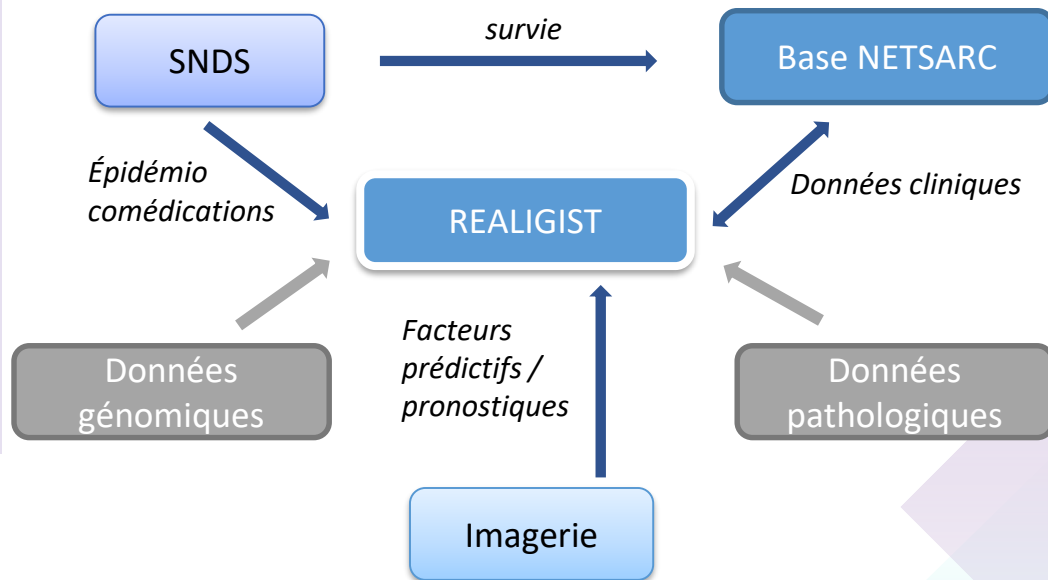 survie
SNDS
Base NETSARC
Épidémio
comédications
Données cliniques
REALIGIST
Facteurs
prédictifs /
pronostiques
Données
génomiques
Données
pathologiques
Imagerie